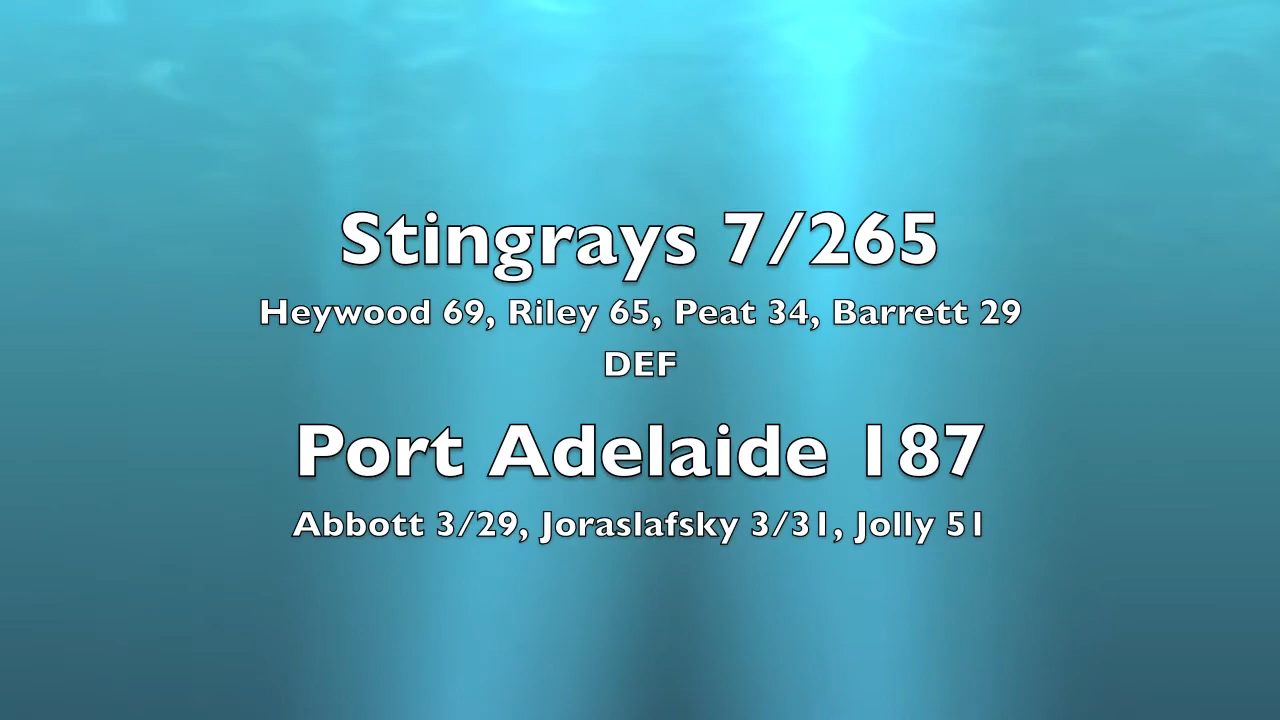 Stingrays 7/265
Heywood 69, Riley 65, Peat 34, Barrett 29
DEF
Port Adelaide 187
Abbott 3/29, Joraslafsky 3/31, Jolly 51